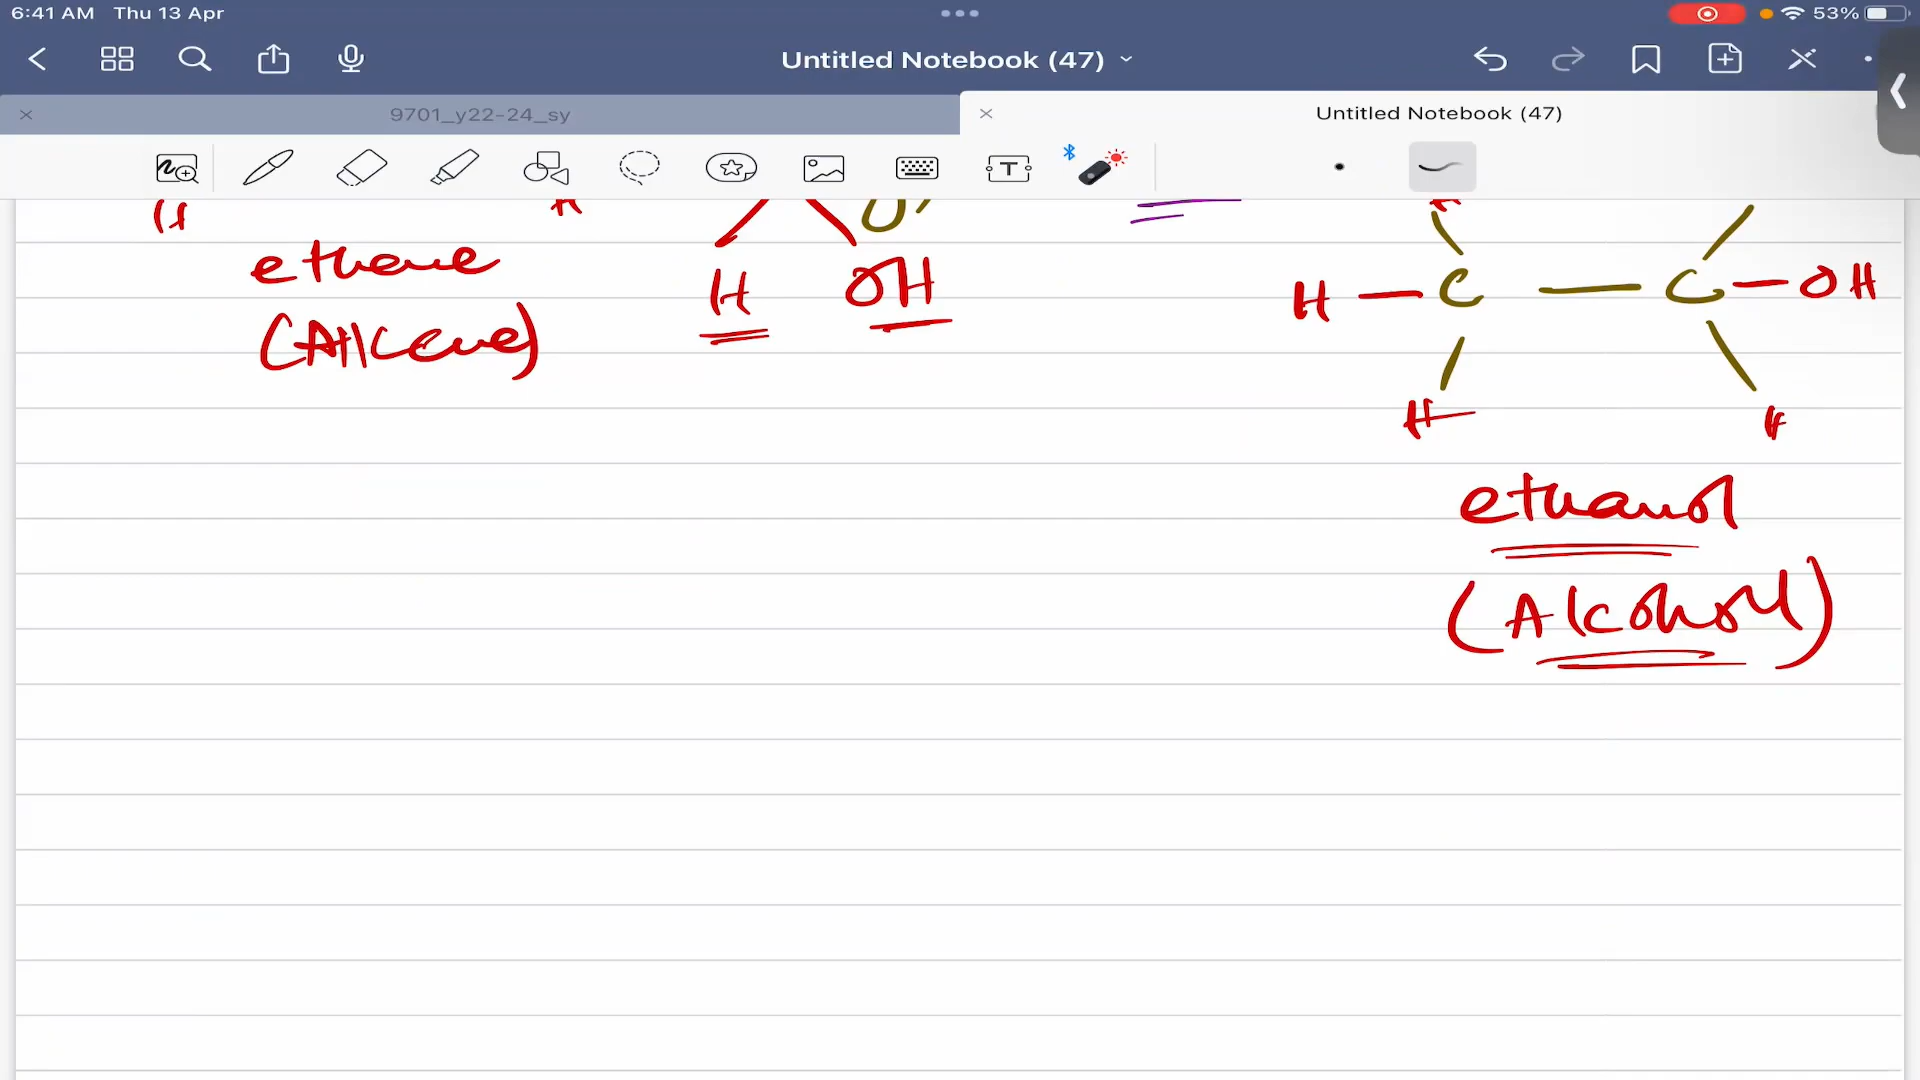 6:41 AM Thu 13 Apr
53%
Untitled Notebook (47)
9701_y22-24_sy
Untitled Notebook (47)
T
H
H
ethene
(Alkene)
H OH
H — C — C — OH
H
H
ethanol
(Alcohol)